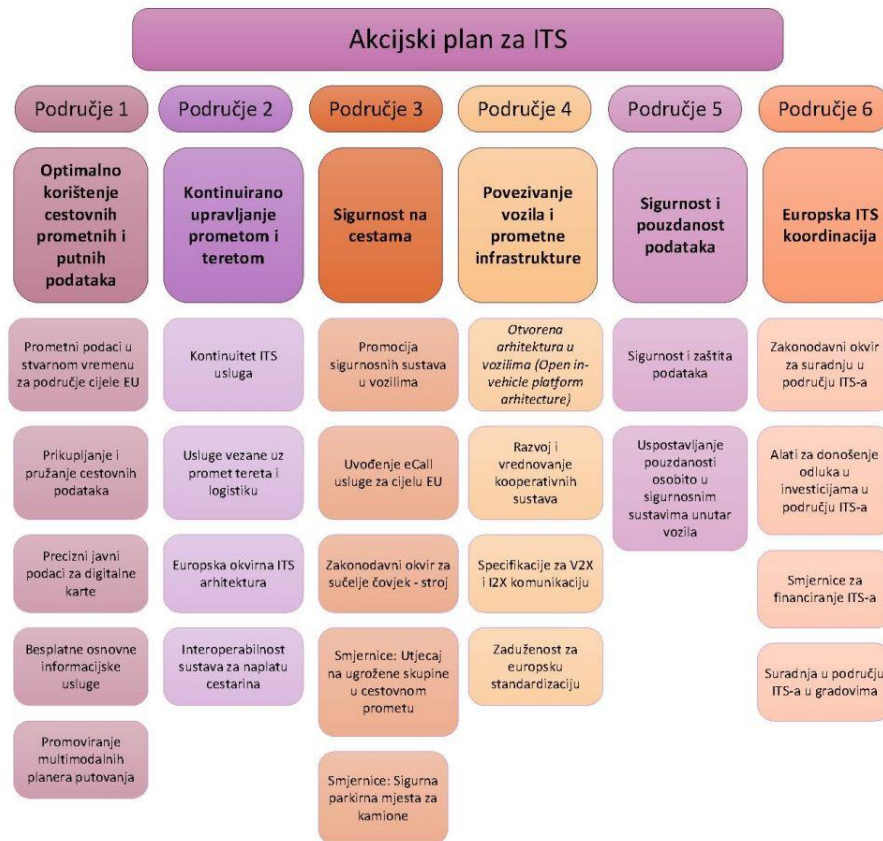 Akcijski plan za ITS
Područje 1
Područje 2
Područje 3
Područje 4
Područje 5
Područje 6
Optimalno
korištenje
cestovnih
prometnih i
putnih
podataka
Kontinuirano
upravljanje
prometom i
teretom
Sigurnost na
cestama
Povezivanje
vozila i
prometne
infrastrukture
Sigurnost i
pouzdanost
podataka
Europska ITS
koordinacija
Prometni podaci u
stvarnom vremenu
za područje cijele EU
Kontinuitet ITS
usluga
Promocija
sigurnosnih sustava
u vozilima
Otvorena
arhitektura u
vozilima (Open in-
vehicle platform
arhitecture)
Sigurnost i zaštita
podataka
Zakonodavni okvir
za suradnju u
području ITS-a
Prikupljanje i
pružanje cestovnih
podataka
Usluge vezane uz
promet tereta i
logistiku
Uvođenje eCall
usluge za cijelu EU
Razvoj i
vrednovanje
kooperativnih
sustava
Uspostavljanje
pouzdanosti
osobito u
sigurnosnim
sustavima unutar
vozila
Alati za donošenje
odluka u
investicijama u
području ITS-a
Precizni javni
podaci za digitalne
karte
Europska okvirna ITS
arhitektura
Zakonodavni okvir za
sučelje čovjek - stroj
Specifikacije za V2X
i I2X komunikaciju
Smjernice za
financiranje ITS-a
Besplatne osnovne
informacijske
usluge
Interoperabilnost
sustava za naplatu
cestarina
Smjernice: Utjecaj
na ugrožene skupine
u cestovnom
prometu
Zaduženost za
europsku
standardizaciju
Suradnja u području
ITS-a u gradovima
Promoviranje
multimodalnih
planera putovanja
Smjernice: Sigurna
parkirna mjesta za
kamione